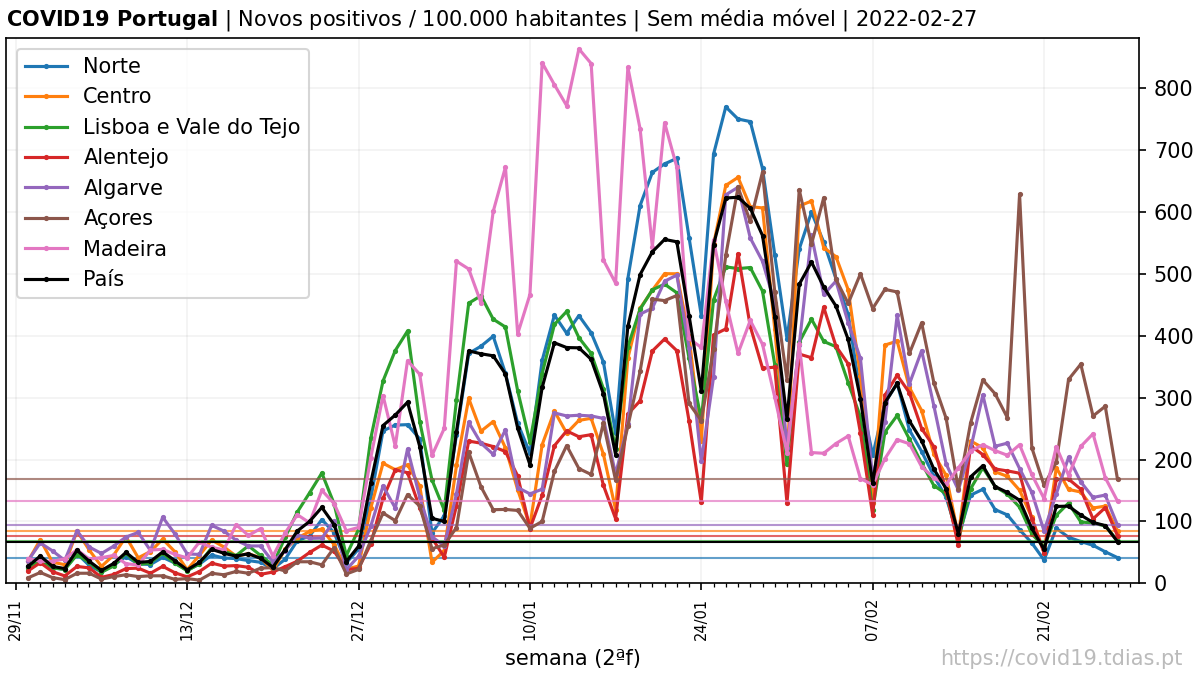 COVID19 Portugal | Novos positivos / 100.000 habitantes | Sem média móvel | 2022-02-27
Norte
Centro
Lisboa e Vale do Tejo
Alentejo
Algarve
Açores
Madeira
País
800
700
600
500
400
300
200
100
0
29/11
13/12
27/12
10/01
24/01
07/02
21/02
semana (2ªf)
https://covid19.tdias.pt